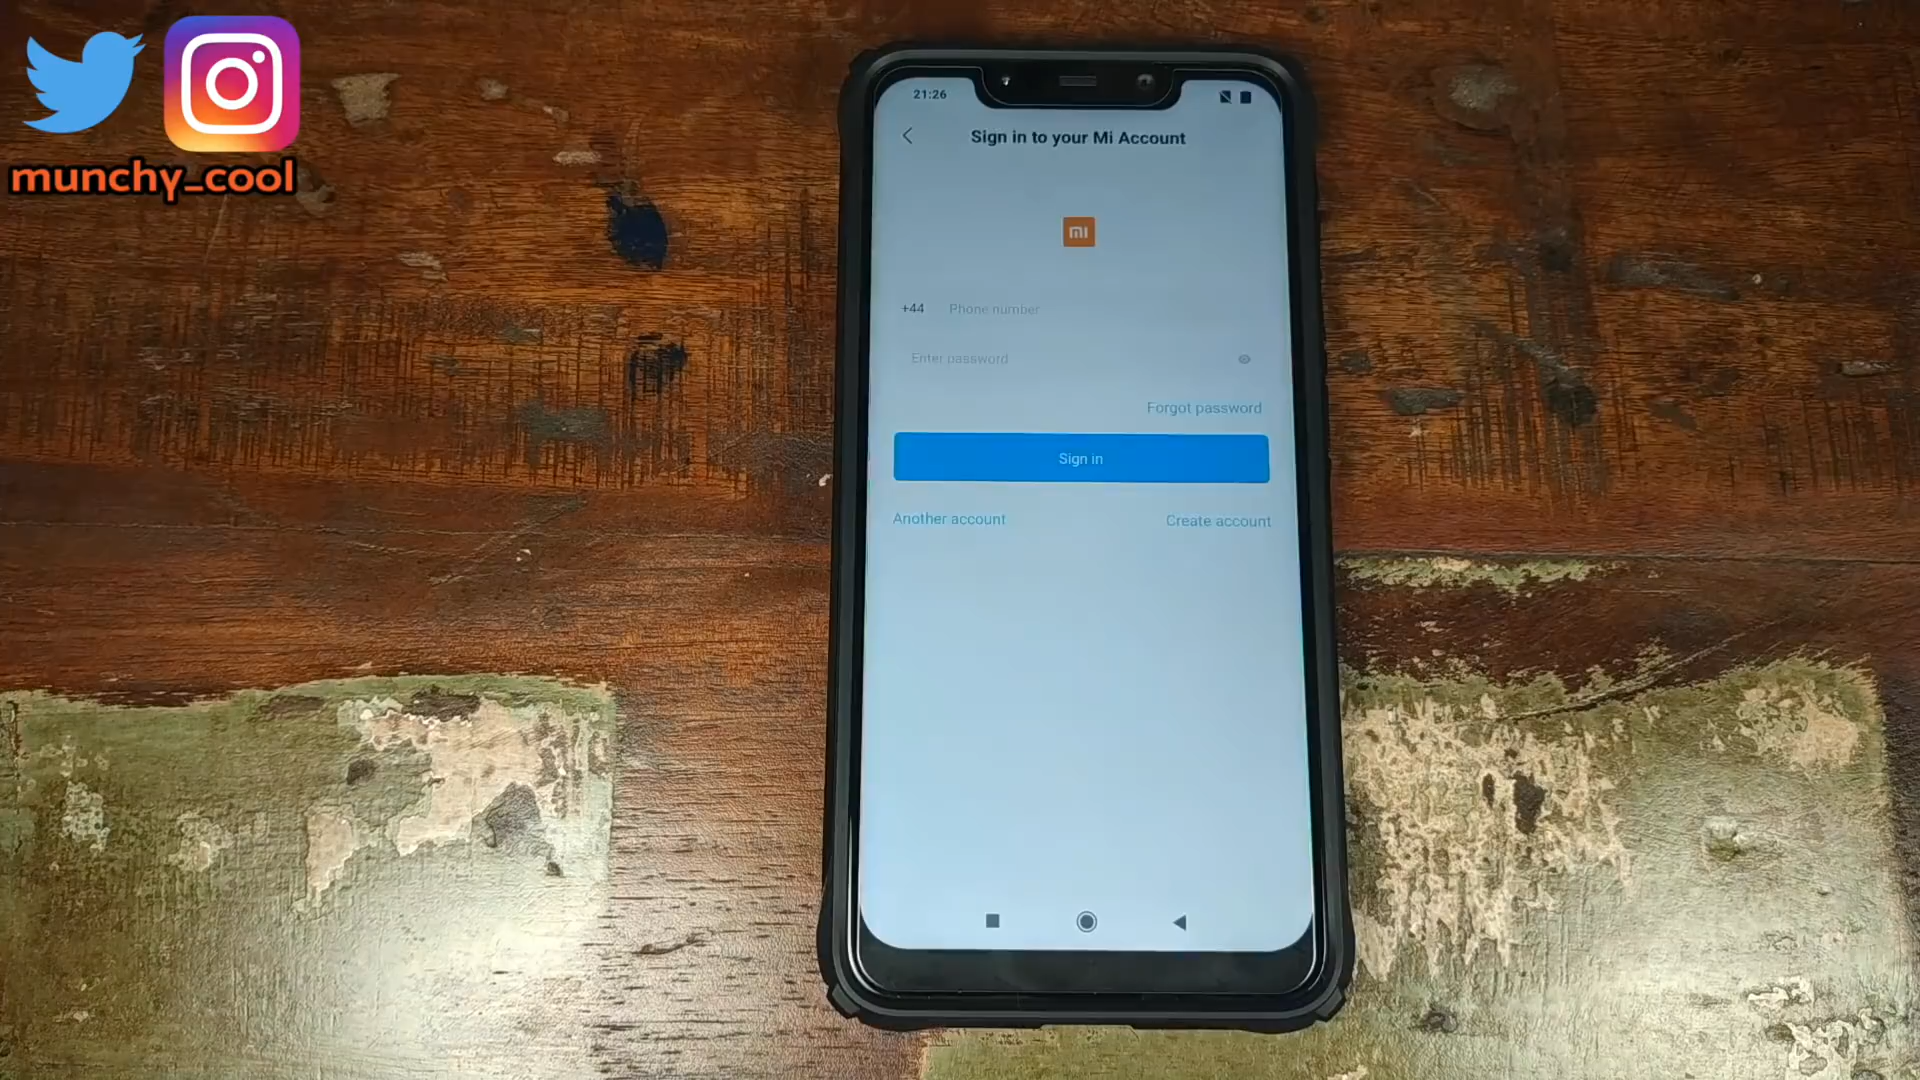 munchy_cool
21:26
Sign in to your Mi Account
mi
+44 Phone number
Enter password
Forgot password
Sign in
Another account Create account